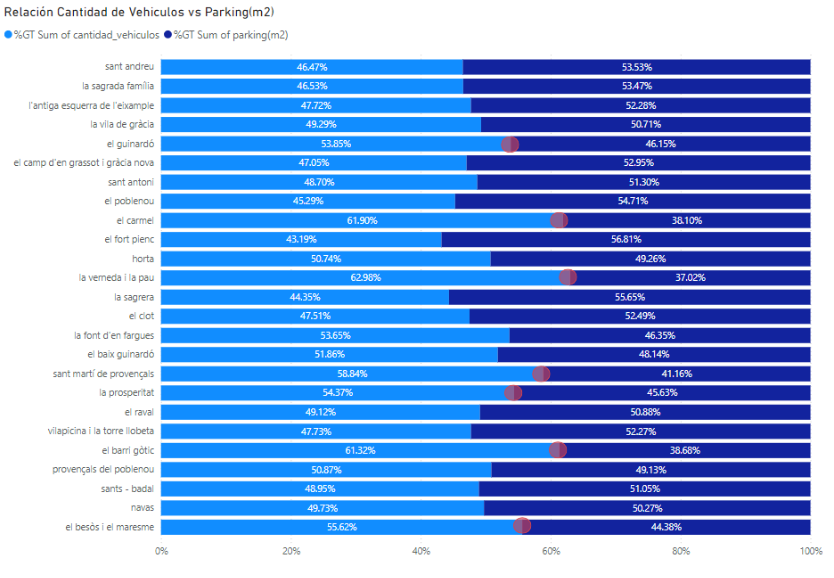 Relación Cantidad de Vehiculos vs Parking(m2)
%GT Sum of cantidad_vehiculos %GT Sum of parking(m2)
sant andreu 46.47% 53.53%
la sagrada família 46.53% 53.47%
l'antiga esquerra de l'eixample 47.72% 52.28%
la vila de gràcia 49.29% 50.71%
el guinardó 53.85% 46.15%
el camp d'en grassot i gràcia nova 47.05% 52.95%
sant antoni 48.70% 51.30%
el poblenou 45.29% 54.71%
el carmel 61.90% 38.10%
el fort pienc 43.19% 56.81%
horta 50.74% 49.26%
la verneda i la pau 62.98% 37.02%
la sagrera 44.35% 55.65%
el clot 47.51% 52.49%
la font d'en fargues 53.65% 46.35%
el baix guinardó 51.86% 48.14%
sant martí de provençals 58.84% 41.16%
la prosperitat 54.37% 45.63%
el raval 49.12% 50.88%
vilapicina i la torre llobeta 47.73% 52.27%
el barri gòtic 61.32% 38.68%
provençals del poblenou 50.87% 49.13%
sants - badal 48.95% 51.05%
navas 49.73% 50.27%
el besòs i el maresme 55.62% 44.38%
0% 20% 40% 60% 80% 100%